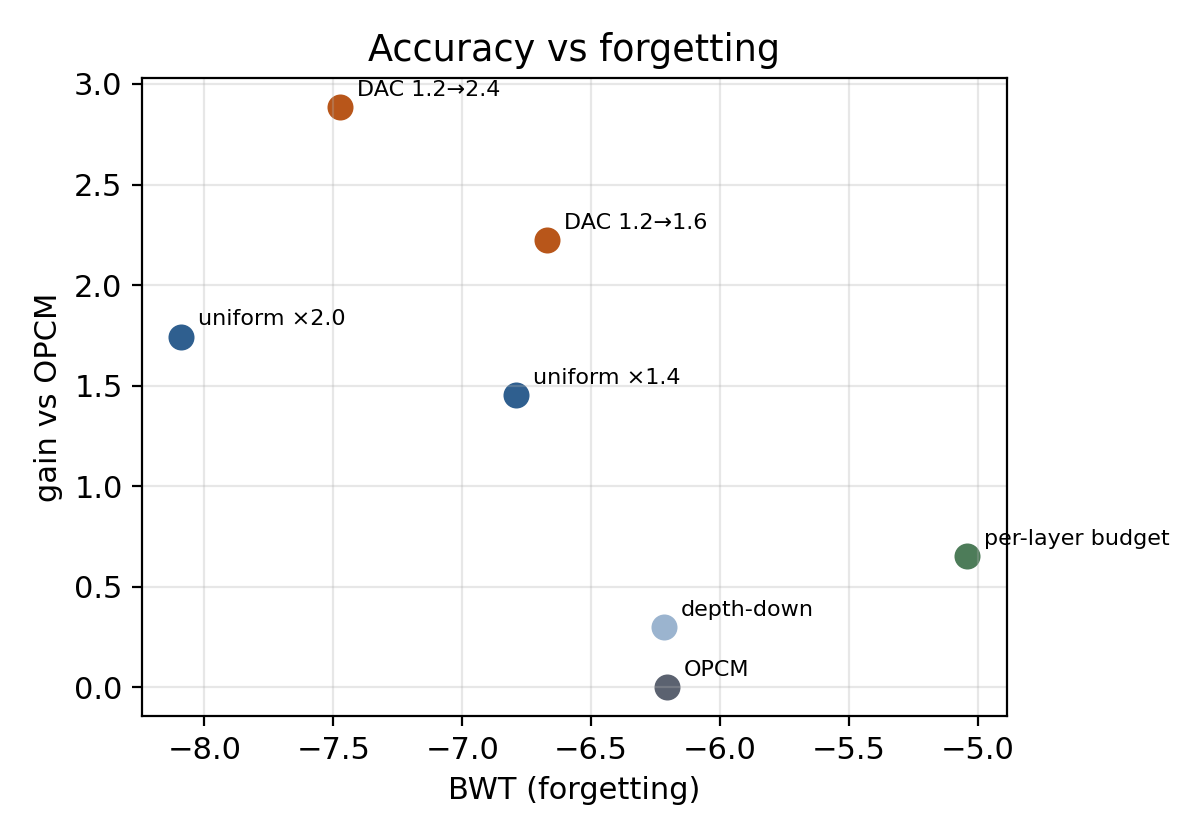 Accuracy vs forgetting
3.0
DAC 1.2→2.4
2.5
DAC 1.2→1.6
2.0
uniform ×2.0
uniform ×1.4
1.5
gain vs OPCM
1.0
per-layer budget
0.5
depth-down
OPCM
0.0
−8.0 −7.5 −7.0 −6.5 −6.0 −5.5 −5.0
BWT (forgetting)